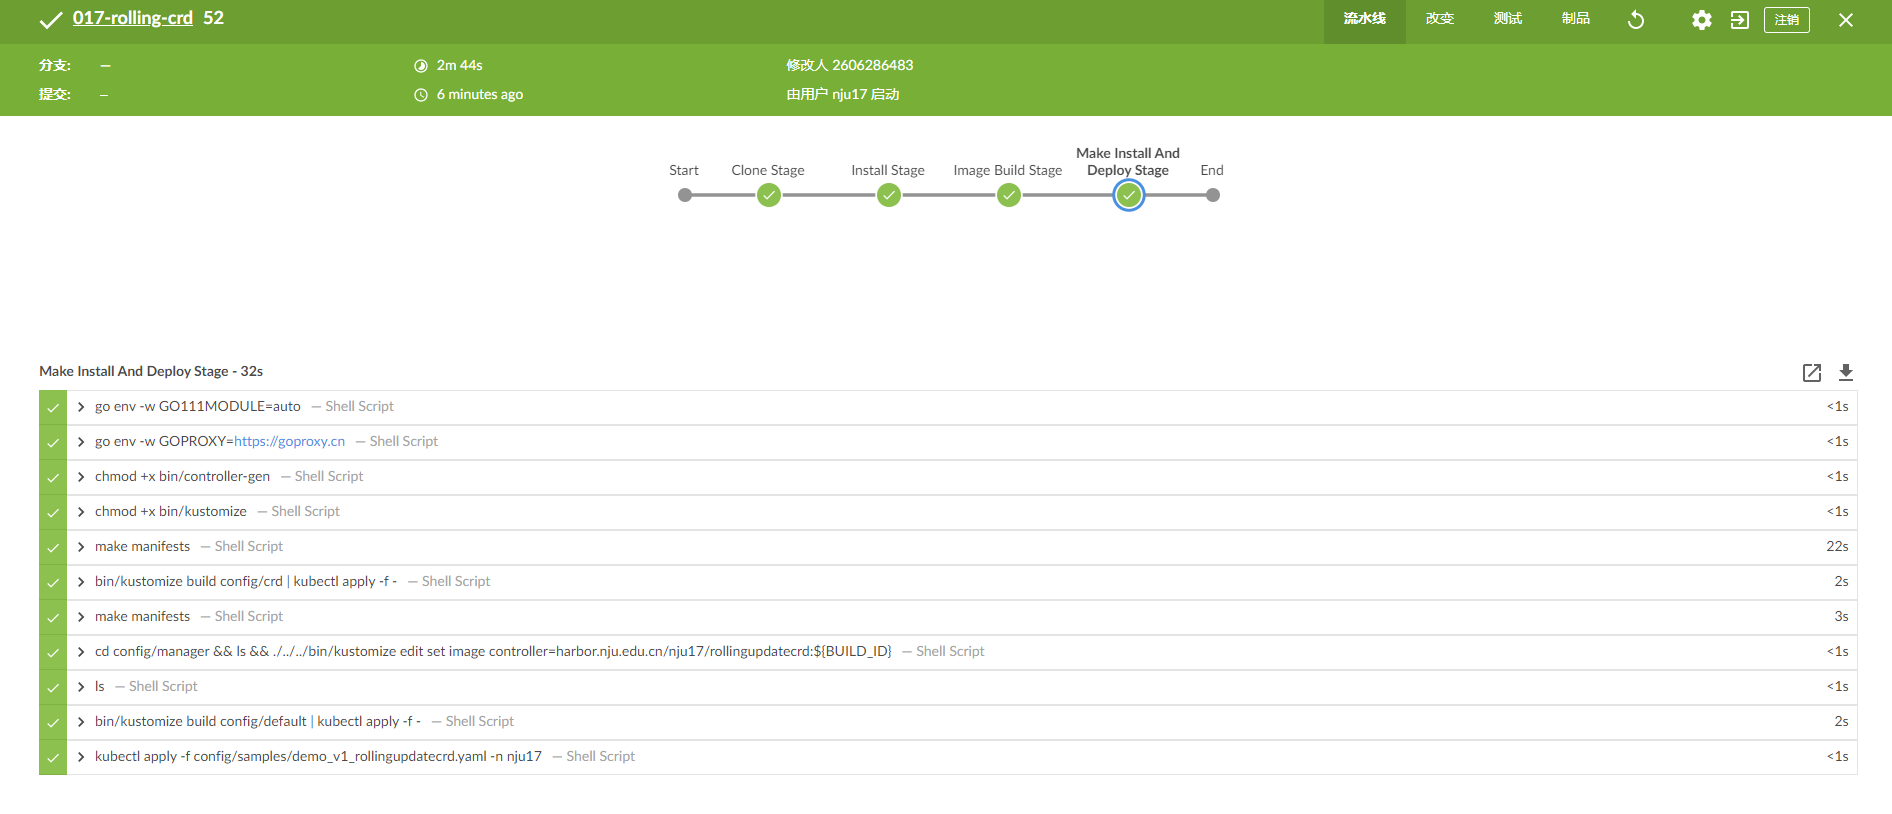 017-rolling-crd 52 流水线 改变 测试 制品 注销
分支: — 2m 44s 修改人 2606286483
提交: – 6 minutes ago 由用户 nju17 启动
Make Install And
Start Clone Stage Install Stage Image Build Stage Deploy Stage End
Make Install And Deploy Stage - 32s
go env -w GO111MODULE=auto — Shell Script <1s
go env -w GOPROXY=https://goproxy.cn — Shell Script <1s
chmod +x bin/controller-gen — Shell Script <1s
chmod +x bin/kustomize — Shell Script <1s
make manifests — Shell Script 22s
bin/kustomize build config/crd | kubectl apply -f - — Shell Script 2s
make manifests — Shell Script 3s
cd config/manager && ls && ./../../bin/kustomize edit set image controller=harbor.nju.edu.cn/nju17/rollingupdatecrd:${BUILD_ID} — Shell Script <1s
ls — Shell Script <1s
bin/kustomize build config/default | kubectl apply -f - — Shell Script 2s
kubectl apply -f config/samples/demo_v1_rollingupdatecrd.yaml -n nju17 — Shell Script <1s